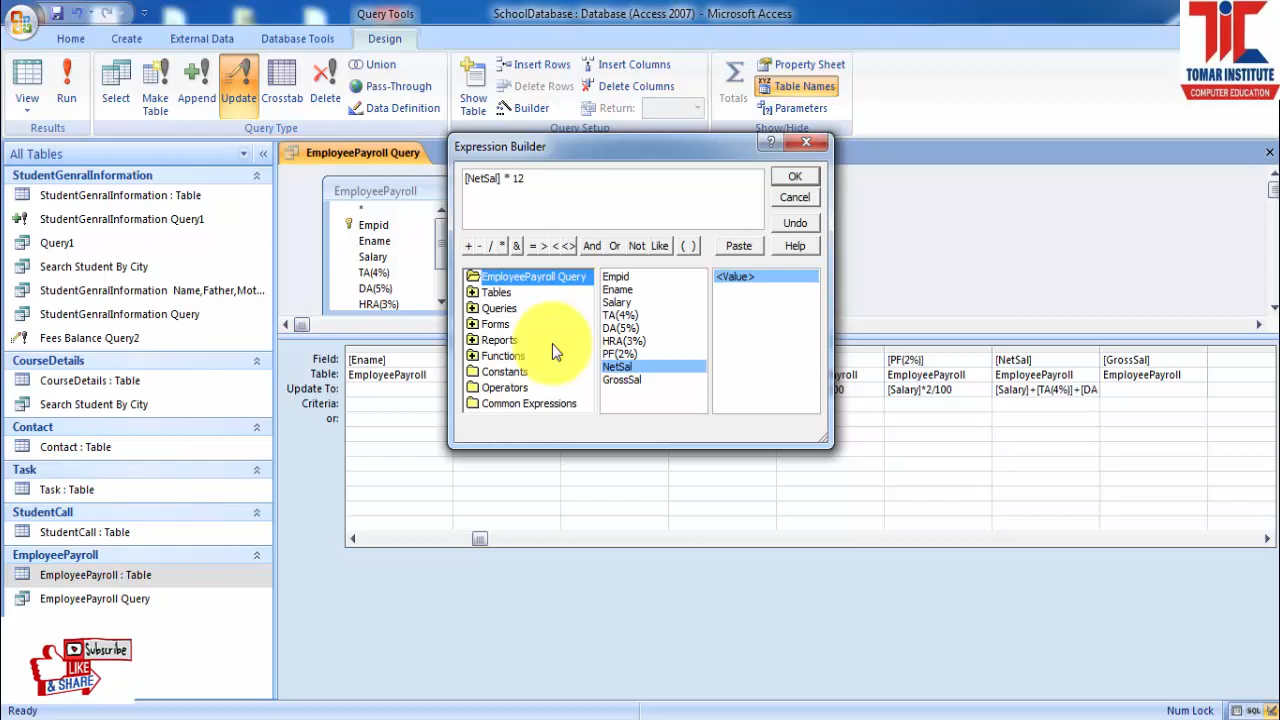 Query Tools
SchoolDatabase : Database (Access 2007) - Microsoft Access
Home
Create
External Data
Database Tools
Design
View
Run
Results
Select
Make
Table
Append
Update
Crosstab
Delete
Union
Pass-Through
Data Definition
Query Type
Show
Table
Insert Rows
Delete Rows
Builder
Insert Columns
Delete Columns
Return:
Query Setup
Totals
Property Sheet
Table Names
Parameters
Show/Hide
TIC
TOMAR INSTITUTE
COMPUTER EDUCATION
All Tables
StudentGenralInformation
StudentGenralInformation : Table
StudentGenralInformation Query1
Query1
Search Student By City
StudentGenralInformation Name,Father,Mot...
StudentGenralInformation Query
Fees Balance Query2
CourseDetails
CourseDetails : Table
Search Student By City
Contact
Contact : Table
Task
Task : Table
StudentCall
StudentCall : Table
EmployeePayroll
EmployeePayroll : Table
EmployeePayroll Query
EmployeePayroll Query
EmployeePayroll
*
Empid
Ename
Salary
TA(4%)
DA(5%)
HRA(3%)
Expression Builder
[NetSal] * 12
OK
Cancel
Undo
+ - / * & = > < <> And Or Not Like ( )
Paste
Help
EmployeePayroll Query
Tables
Queries
Forms
Reports
Functions
Constants
Operators
Common Expressions
Empid
Ename
Salary
TA(4%)
DA(5%)
HRA(3%)
PF(2%)
NetSal
GrossSal
<Value>
Field: [Ename] [PF(2%)] [NetSal] [GrossSal]
Table: EmployeePayroll EmployeePayroll EmployeePayroll EmployeePayroll
Update To: [Salary]*2/100 [Salary]+[TA(4%)]+[DA
Criteria:
or:
Subscribe
LIKE
& SHARE
Ready
Num Lock
SQL